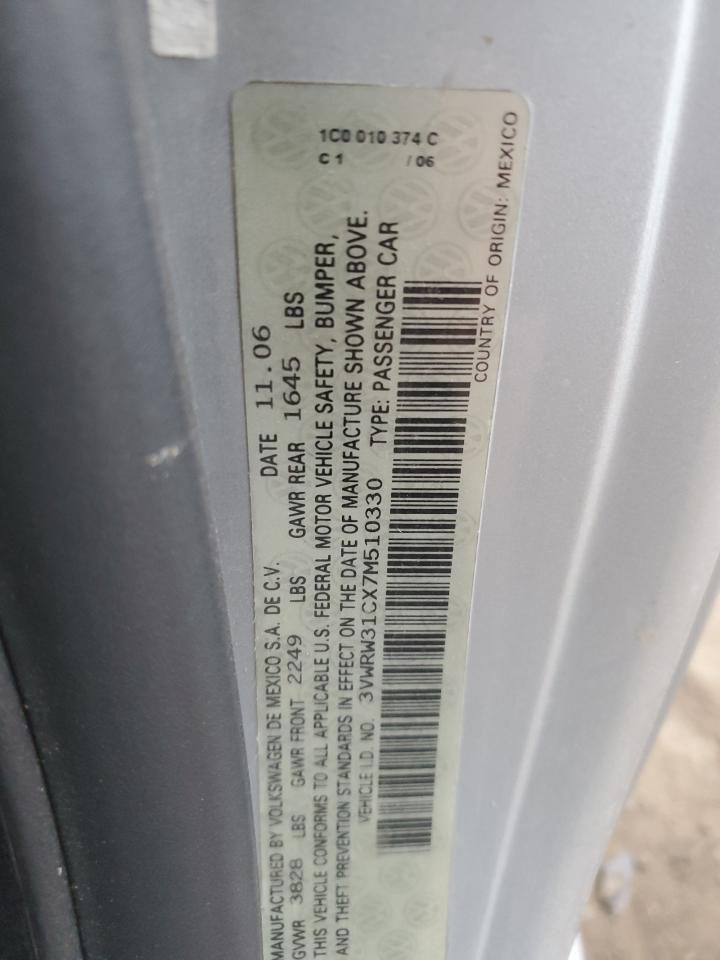 1C0 010 374 C
C 1 / 06
MANUFACTURED BY VOLKSWAGEN DE MEXICO S.A. DE C.V. DATE 11.06
GVWR 3828 LBS GAWR FRONT 2249 LBS GAWR REAR 1645 LBS
THIS VEHICLE CONFORMS TO ALL APPLICABLE U.S. FEDERAL MOTOR VEHICLE SAFETY, BUMPER,
AND THEFT PREVENTION STANDARDS IN EFFECT ON THE DATE OF MANUFACTURE SHOWN ABOVE.
VEHICLE I.D. NO. 3VWRW31CX7M510330 TYPE: PASSENGER CAR
COUNTRY OF ORIGIN: MEXICO